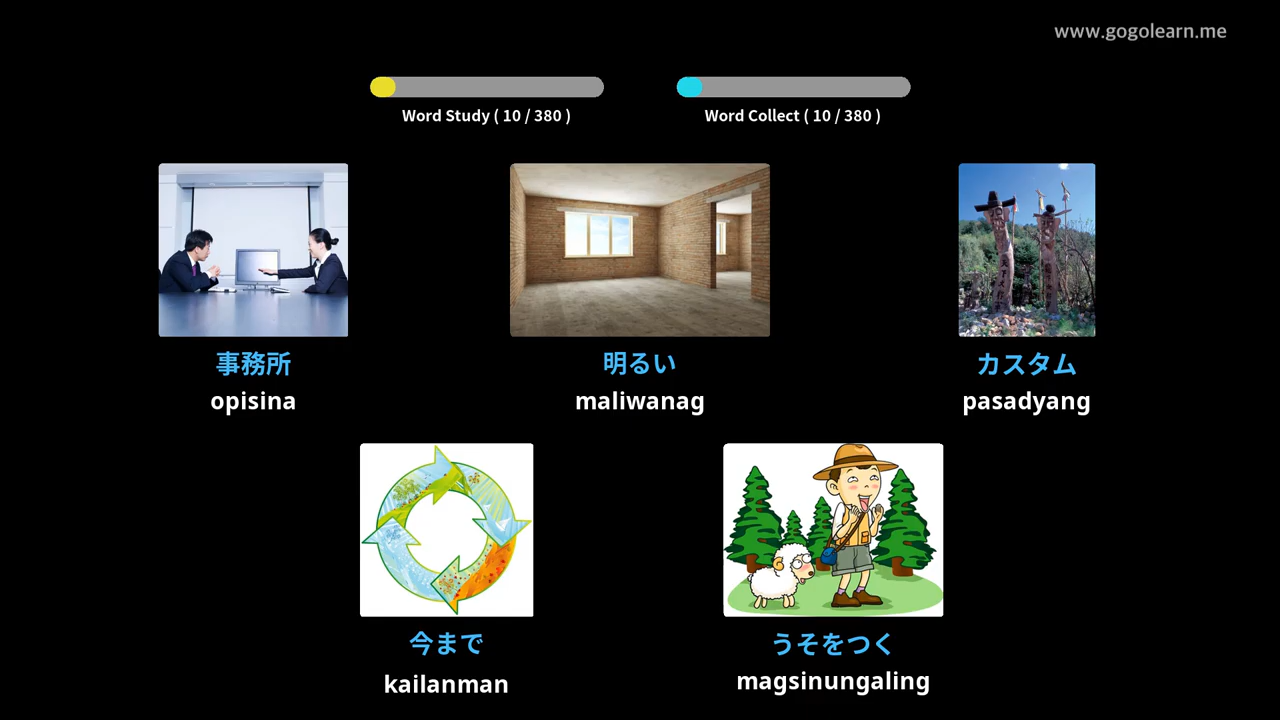 www.gogolearn.me
Word Study ( 10 / 380 )
Word Collect ( 10 / 380 )
事務所
opisina
明るい
maliwanag
カスタム
pasadyang
今まで
kailanman
うそをつく
magsinungaling